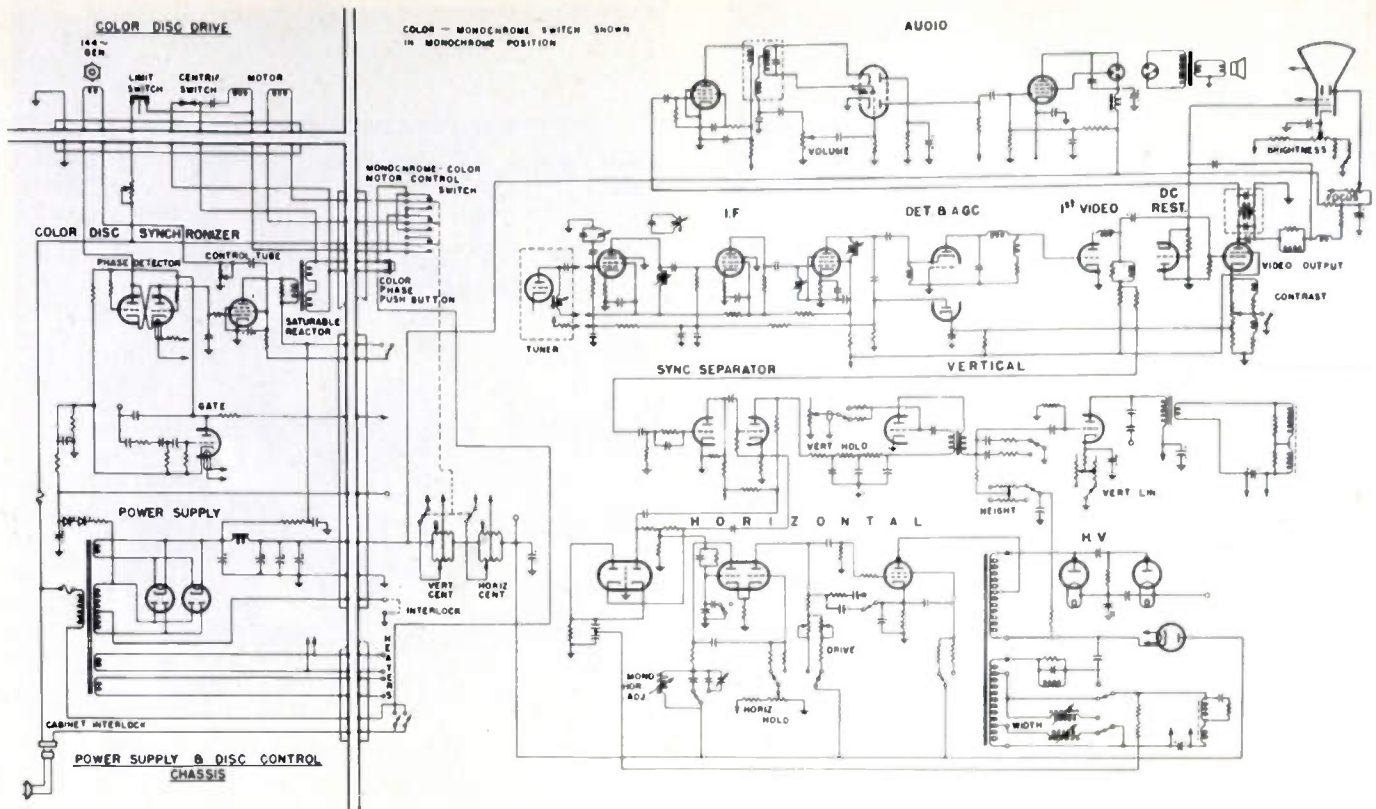 COLOR DISC DRIVE
COLOR — MONOCHROME SWITCH SHOWN
IN MONOCHROME POSITION
AUDIO
144~
GEN.
LIMIT
SWITCH
CENTRIF
SWITCH
MOTOR
VOLUME
BRIGHTNESS
MONOCHROME-COLOR
MOTOR CONTROL
SWITCH
FOCUS
I.F
DET. & AGC
1st VIDEO
DC
REST.
COLOR DISC SYNCHRONIZER
PHASE DETECTOR
CONTROL TUBE
COLOR
PHASE
PUSH BUTTON
SATURABLE
REACTOR
TUNER
VIDEO OUTPUT
CONTRAST
SYNC SEPARATOR
VERTICAL
GATE
VERT HOLD
VERT LIN
HEIGHT
POWER SUPPLY
HORIZONTAL
H.V
VERT
CENT
HORIZ
CENT
INTERLOCK
HEATERS
DRIVE
MONO
HOR
ADJ.
HORIZ
HOLD
WIDTH
CABINET INTERLOCK
POWER SUPPLY & DISC CONTROL
CHASSIS